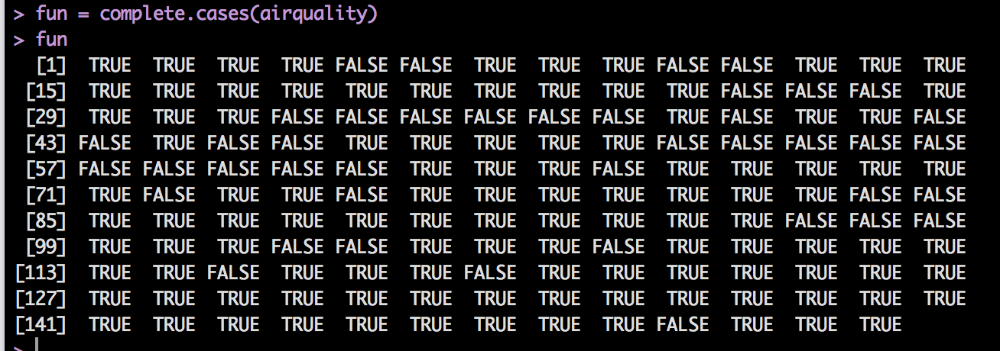 > fun = complete.cases(airquality)
> fun
[1] TRUE TRUE TRUE TRUE FALSE FALSE TRUE TRUE TRUE FALSE FALSE TRUE TRUE TRUE
[15] TRUE TRUE TRUE TRUE TRUE TRUE TRUE TRUE TRUE TRUE FALSE FALSE FALSE TRUE
[29] TRUE TRUE TRUE FALSE FALSE FALSE FALSE FALSE FALSE TRUE FALSE TRUE TRUE FALSE
[43] FALSE TRUE FALSE FALSE TRUE TRUE TRUE TRUE TRUE FALSE FALSE FALSE FALSE FALSE
[57] FALSE FALSE FALSE FALSE FALSE TRUE TRUE TRUE FALSE TRUE TRUE TRUE TRUE TRUE
[71] TRUE FALSE TRUE TRUE FALSE TRUE TRUE TRUE TRUE TRUE TRUE TRUE FALSE FALSE
[85] TRUE TRUE TRUE TRUE TRUE TRUE TRUE TRUE TRUE TRUE TRUE FALSE FALSE FALSE
[99] TRUE TRUE TRUE FALSE FALSE TRUE TRUE TRUE FALSE TRUE TRUE TRUE TRUE TRUE
[113] TRUE TRUE FALSE TRUE TRUE TRUE FALSE TRUE TRUE TRUE TRUE TRUE TRUE TRUE
[127] TRUE TRUE TRUE TRUE TRUE TRUE TRUE TRUE TRUE TRUE TRUE TRUE TRUE TRUE
[141] TRUE TRUE TRUE TRUE TRUE TRUE TRUE TRUE TRUE FALSE TRUE TRUE TRUE
>